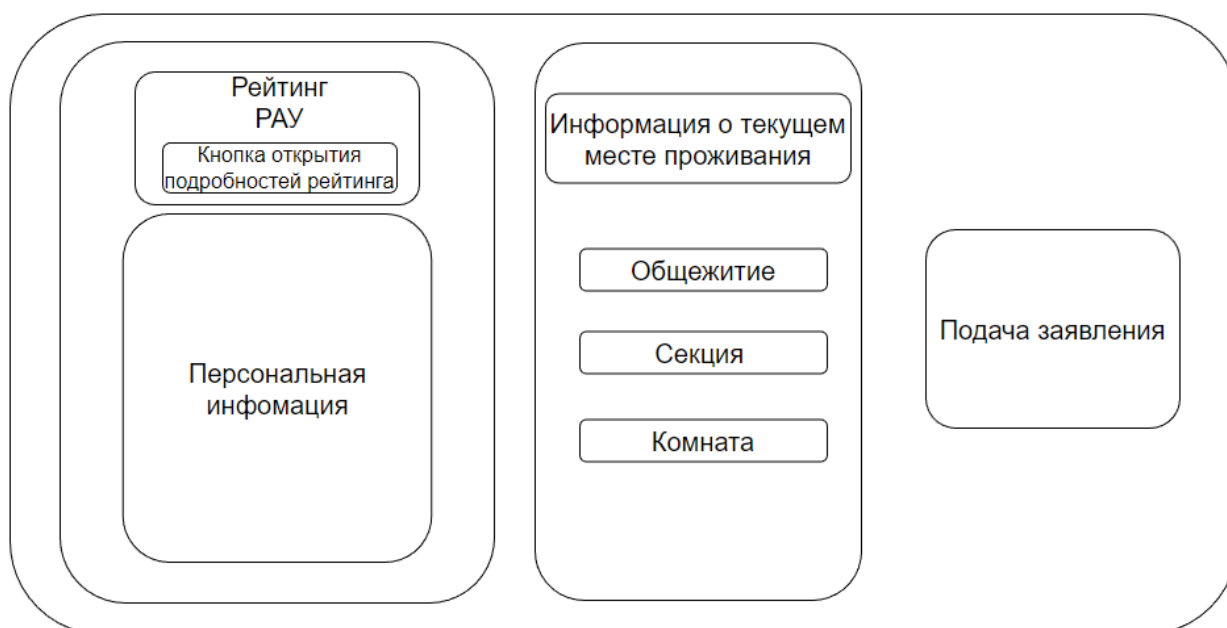 Рейтинг
РАУ
Кнопка открытия
подробностей рейтинга
Персональная
инфомация
Информация о текущем
месте проживания
Общежитие
Секция
Комната
Подача заявления